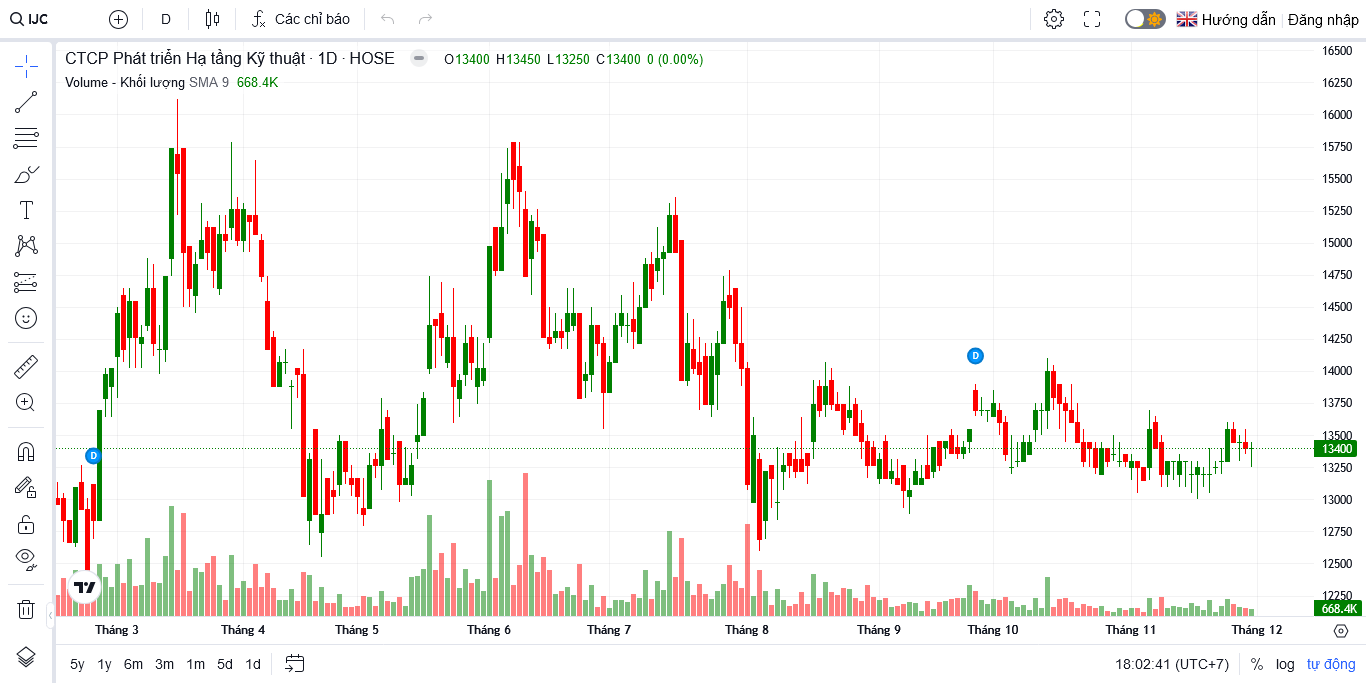 IJC D Các chỉ báo Hướng dẫn Đăng nhập
CTCP Phát triển Hạ tầng Kỹ thuật · 1D · HOSE O13400 H13450 L13250 C13400 0 (0.00%)
Volume - Khối lượng SMA 9 668.4K
16500
16250
16000
15750
15500
15250
15000
14750
14500
14250
14000
13750
13500
13400
13250
13000
12750
12500
12250
668.4K
D
D
Tháng 3 Tháng 4 Tháng 5 Tháng 6 Tháng 7 Tháng 8 Tháng 9 Tháng 10 Tháng 11 Tháng 12
5y 1y 6m 3m 1m 5d 1d 18:02:41 (UTC+7) % log tự động